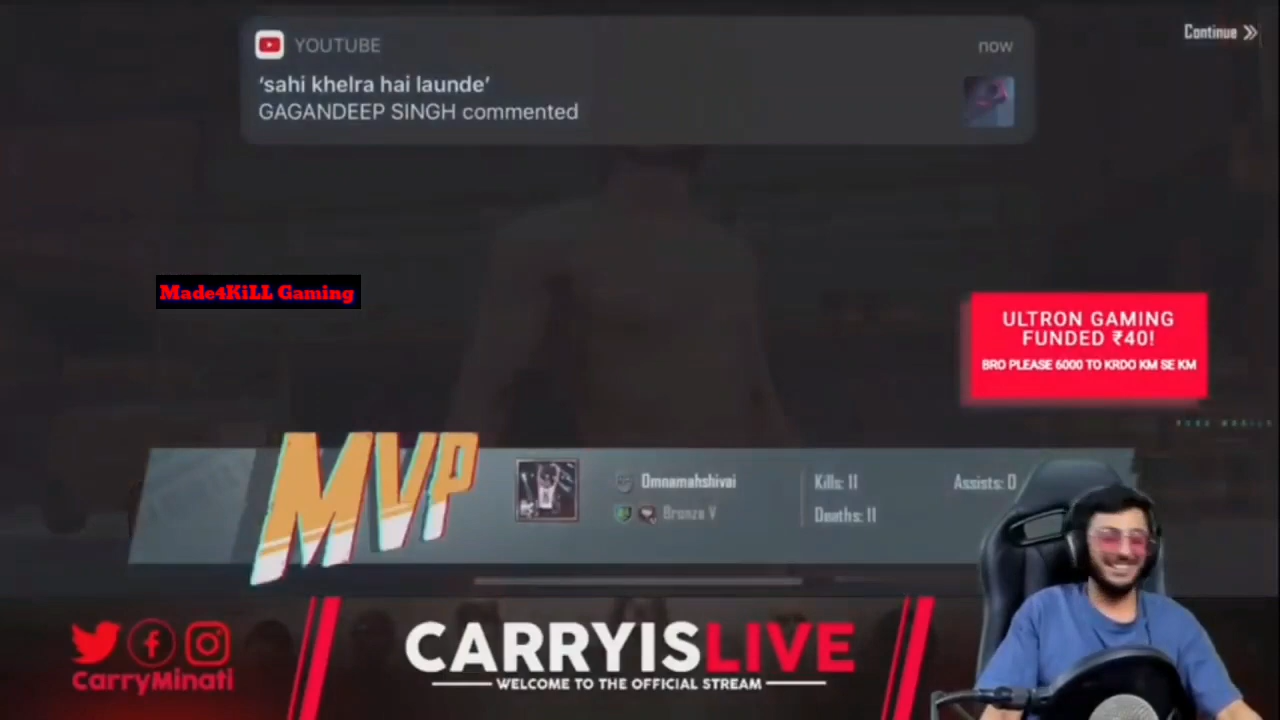 Continue
YOUTUBE
now
‘sahi khelra hai launde’
GAGANDEEP SINGH commented
Made4KiLL Gaming
ULTRON GAMING
FUNDED ₹40!
BRO PLEASE 6000 TO KRDO KM SE KM
MVP
Omnamahshivai
Kills: 11
Assists: 0
Bronze V
Deaths: 11
CARRYISLIVE
WELCOME TO THE OFFICIAL STREAM
CarryMinati